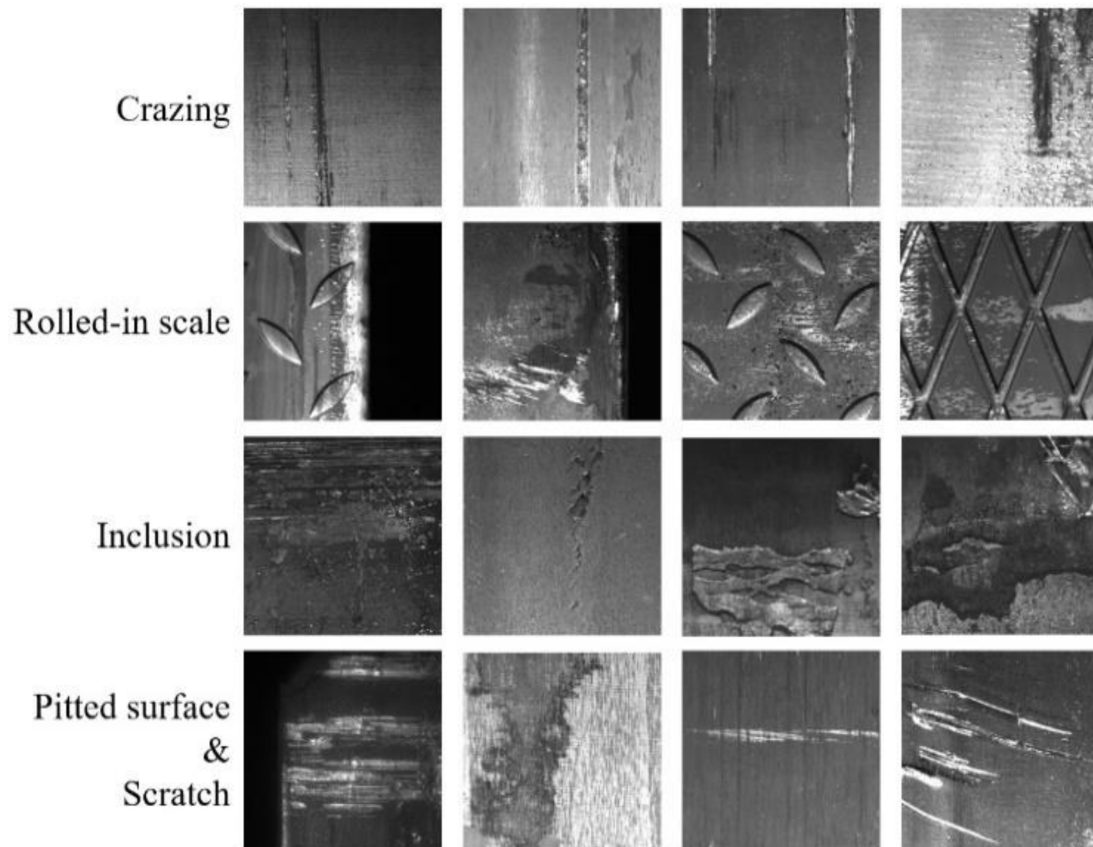 Crazing
Rolled-in scale
Inclusion
Pitted surface
&
Scratch